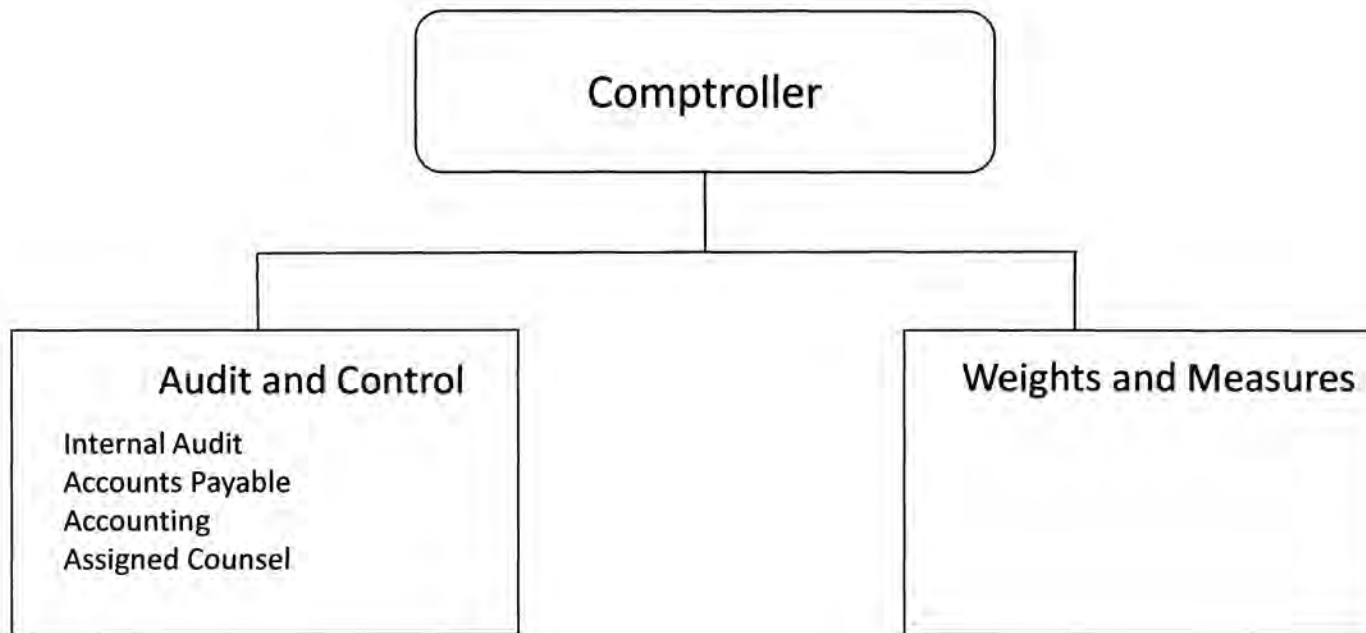 Comptroller
Audit and Control
Internal Audit
Accounts Payable
Accounting
Assigned Counsel
Weights and Measures